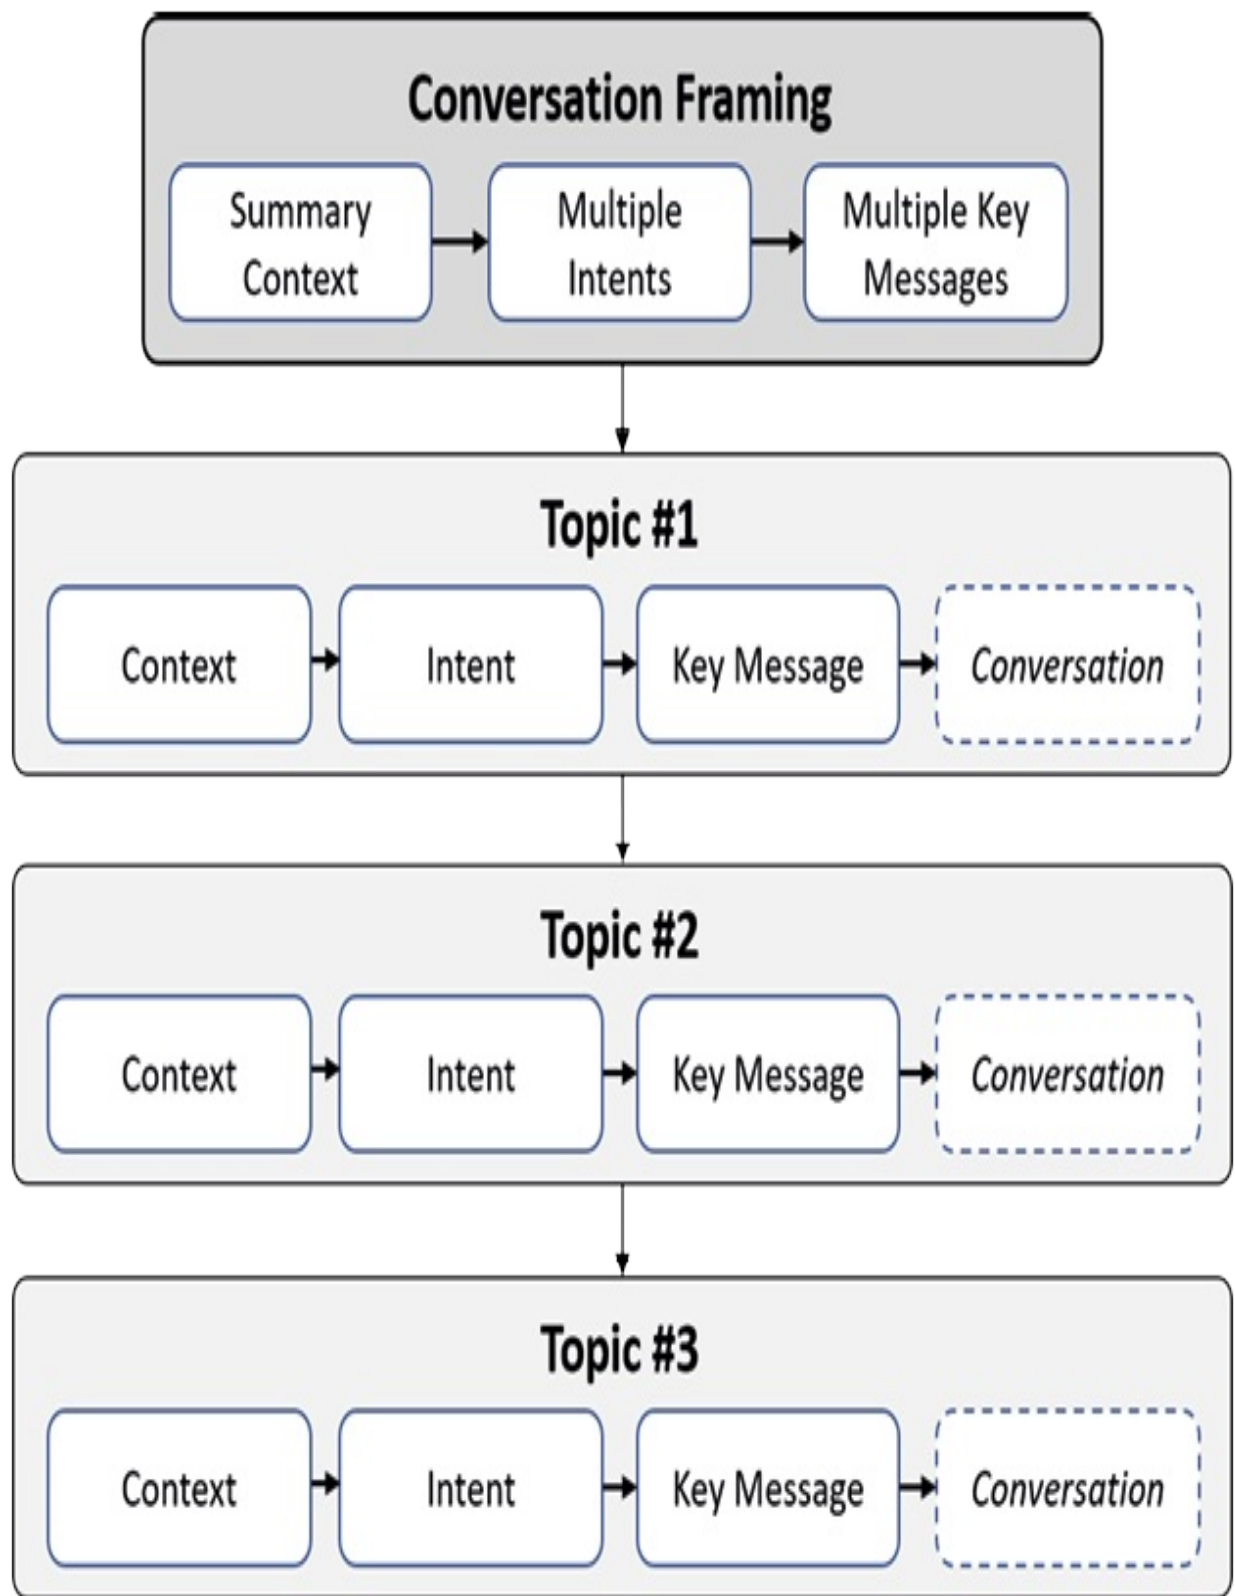 Conversation Framing
Summary
Context
Multiple
Intents
Multiple Key
Messages
Topic #1
Context
Intent
Key Message
Conversation
Topic #2
Context
Intent
Key Message
Conversation
Topic #3
Context
Intent
Key Message
Conversation